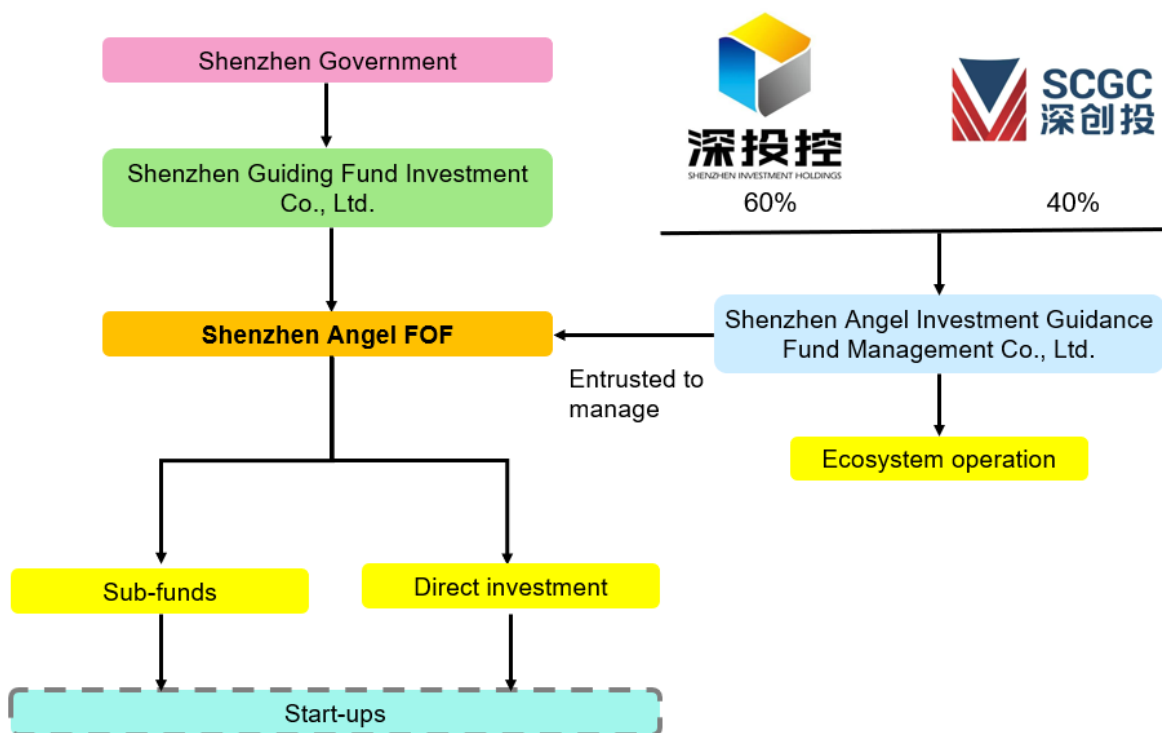 Shenzhen Government
Shenzhen Guiding Fund Investment
Co., Ltd.
Shenzhen Angel FOF
Sub-funds
Direct investment
Start-ups
深投控
SHENZHEN INVESTMENT HOLDINGS
60%
SCGC
深创投
40%
Shenzhen Angel Investment Guidance
Fund Management Co., Ltd.
Entrusted to
manage
Ecosystem operation